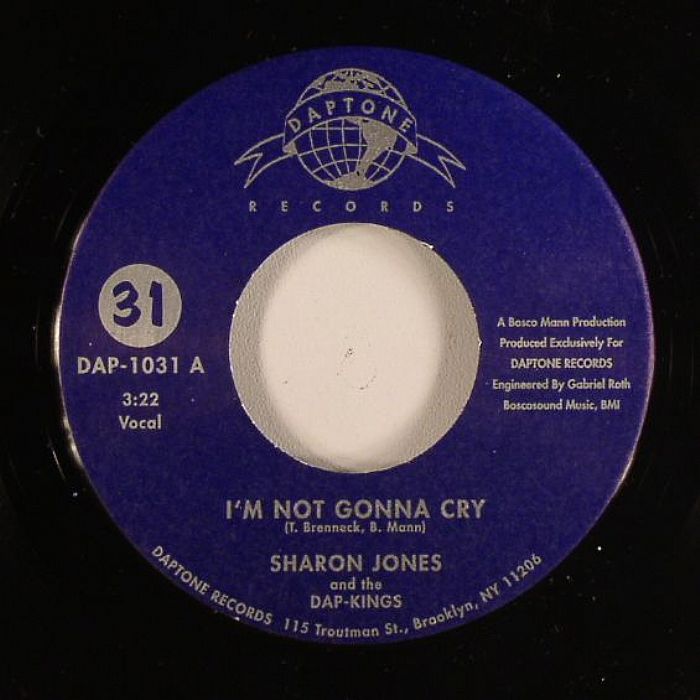 DAPTONE
RECORDS
31
DAP-1031 A
3:22
Vocal
A Bosco Mann Production
Produced Exclusively For
DAPTONE RECORDS
Engineered By Gabriel Roth
Boscosound Music, BMI
I'M NOT GONNA CRY
(T. Brenneck, B. Mann)
SHARON JONES
and the
DAP-KINGS
DAPTONE RECORDS 115 Troutman St., Brooklyn, NY 11206